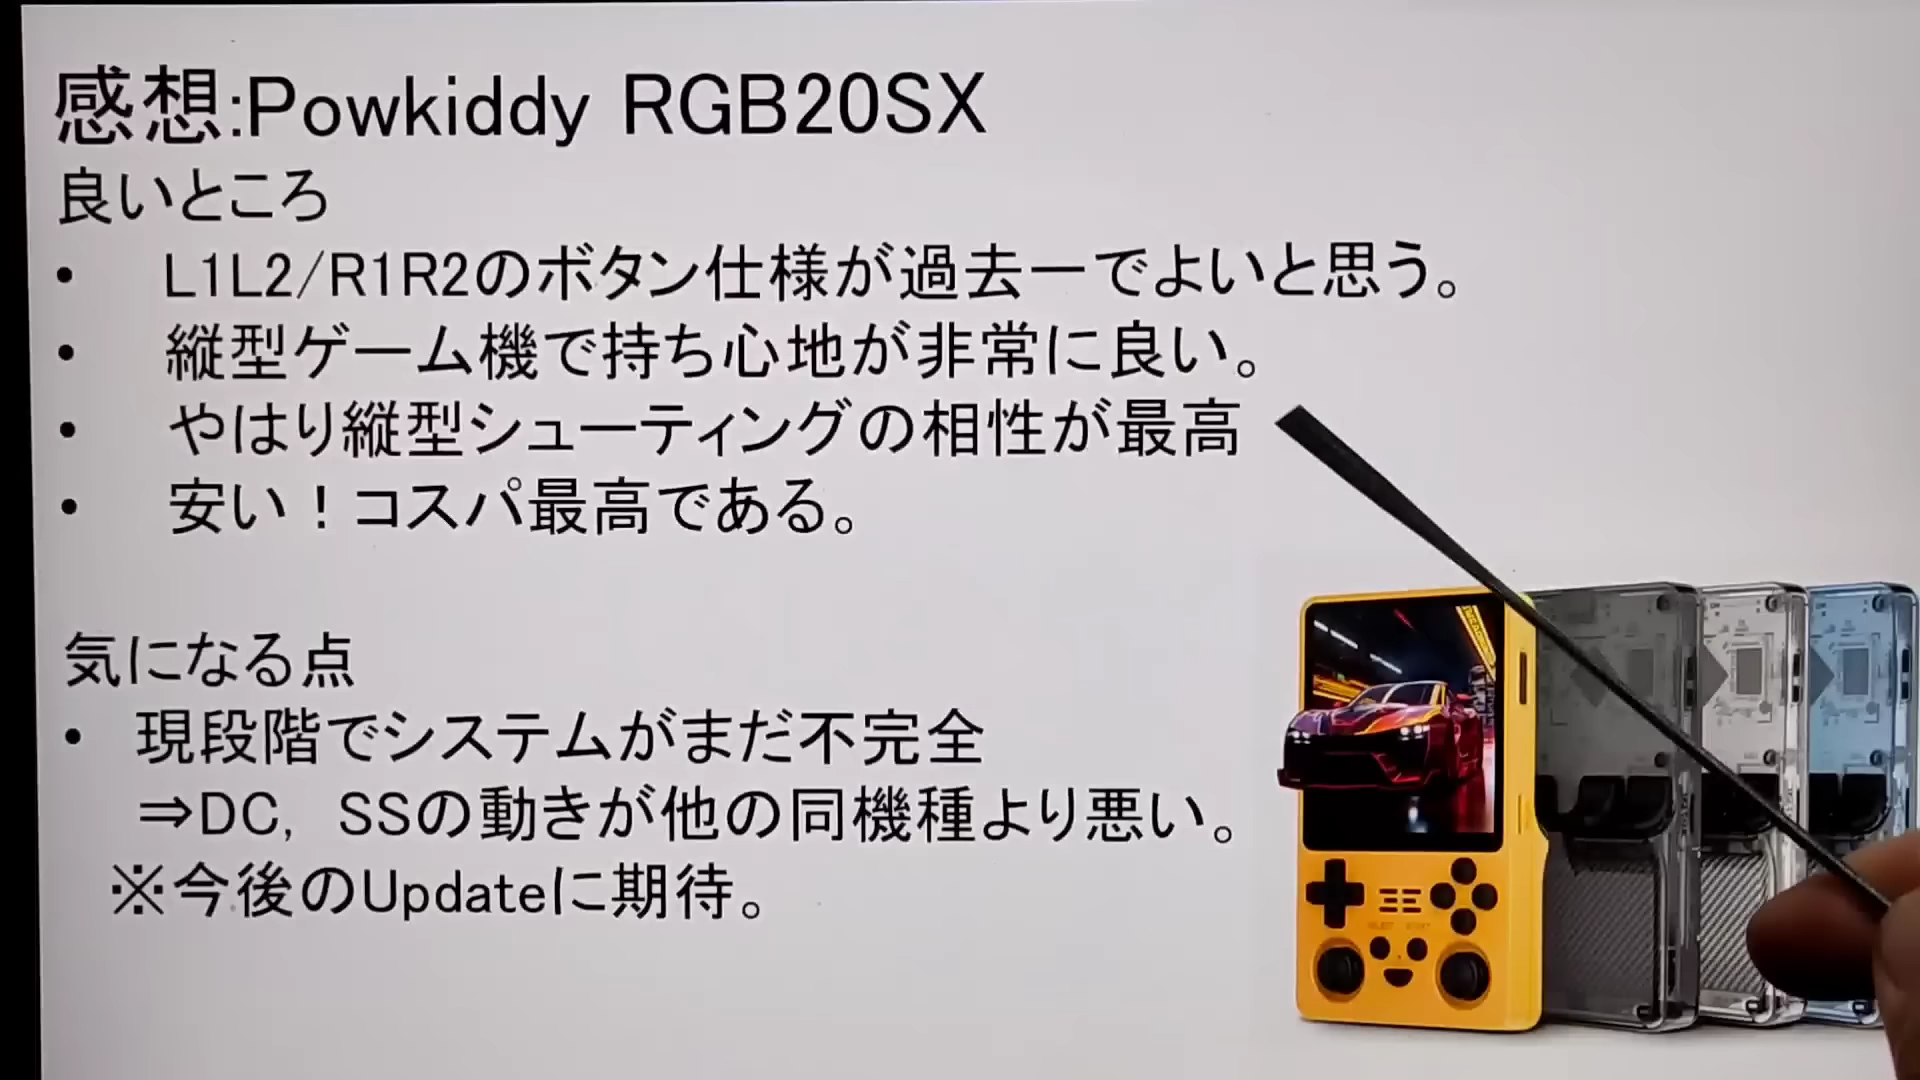 感想:Powkiddy RGB20SX
良いところ
• L1L2/R1R2のボタン仕様が過去一でよいと思う。
• 縦型ゲーム機で持ち心地が非常に良い。
• やはり縦型シューティングの相性が最高
• 安い！コスパ最高である。
気になる点
• 現段階でシステムがまだ不完全
⇒DC, SSの動きが他の同機種より悪い。
※今後のUpdateに期待。
SELECT START